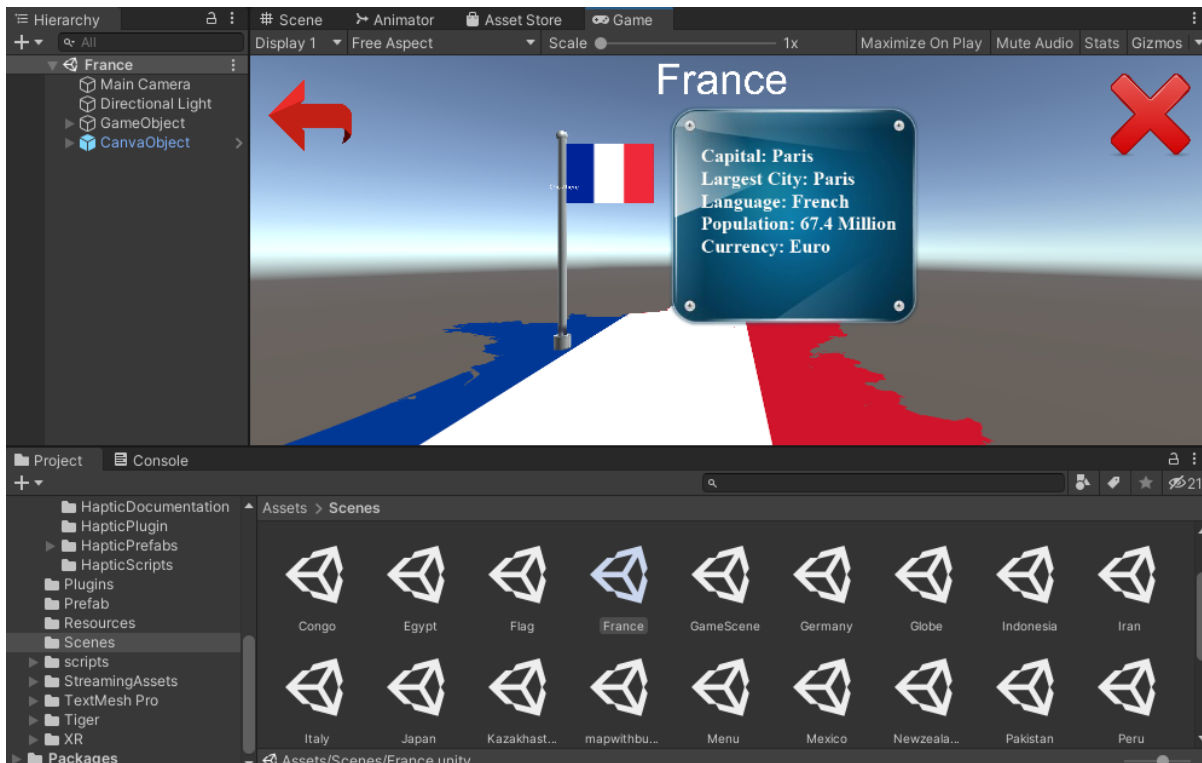 Hierarchy
# Scene
Animator
Asset Store
Game
All
Display 1
Free Aspect
Scale
1x
Maximize On Play
Mute Audio
Stats
Gizmos
France
Main Camera
Directional Light
GameObject
CanvaObject
France
Capital: Paris
Largest City: Paris
Language: French
Population: 67.4 Million
Currency: Euro
Project
Console
21
HapticDocumentation
HapticPlugin
HapticPrefabs
HapticScripts
Plugins
Prefab
Resources
Scenes
scripts
StreamingAssets
TextMesh Pro
Tiger
XR
Packages
Assets > Scenes
Congo
Egypt
Flag
France
GameScene
Germany
Globe
Indonesia
Iran
Italy
Japan
Kazakhast...
mapwithbu...
Menu
Mexico
Newzeala...
Pakistan
Peru
Assets/Scenes/France.unity